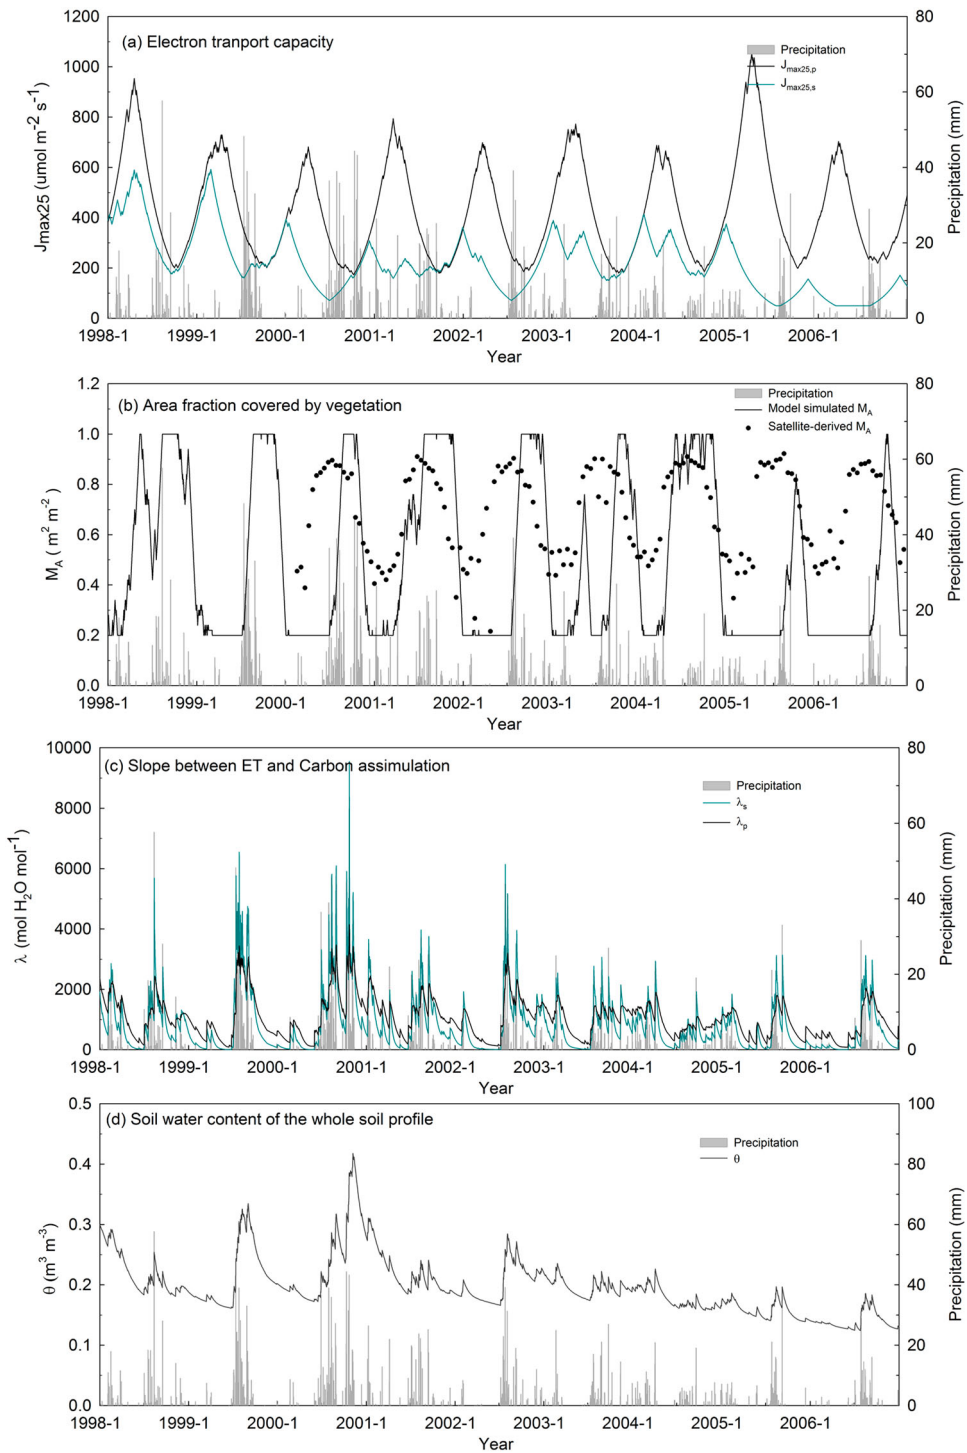 (a) Electron tranport capacity
Precipitation
Jmax25,p
Jmax25,s
Jmax25 (umol m-2 s-1)
1200
1000
800
600
400
200
0
80
60
40
20
0
Precipitation (mm)
1998-1 1999-1 2000-1 2001-1 2002-1 2003-1 2004-1 2005-1 2006-1
Year
(b) Area fraction covered by vegetation
Precipitation
Model simulated MA
Satellite-derived MA
MA ( m2 m-2)
1.2
1.0
0.8
0.6
0.4
0.2
0.0
80
60
40
20
0
Precipitation (mm)
1998-1 1999-1 2000-1 2001-1 2002-1 2003-1 2004-1 2005-1 2006-1
Year
(c) Slope between ET and Carbon assimulation
Precipitation
λs
λp
λ (mol H2O mol-1)
10000
8000
6000
4000
2000
0
80
60
40
20
0
Precipitation (mm)
1998-1 1999-1 2000-1 2001-1 2002-1 2003-1 2004-1 2005-1 2006-1
Year
(d) Soil water content of the whole soil profile
Precipitation
θ
θ (m3 m-3)
0.5
0.4
0.3
0.2
0.1
0.0
100
80
60
40
20
0
Precipitation (mm)
1998-1 1999-1 2000-1 2001-1 2002-1 2003-1 2004-1 2005-1 2006-1
Year